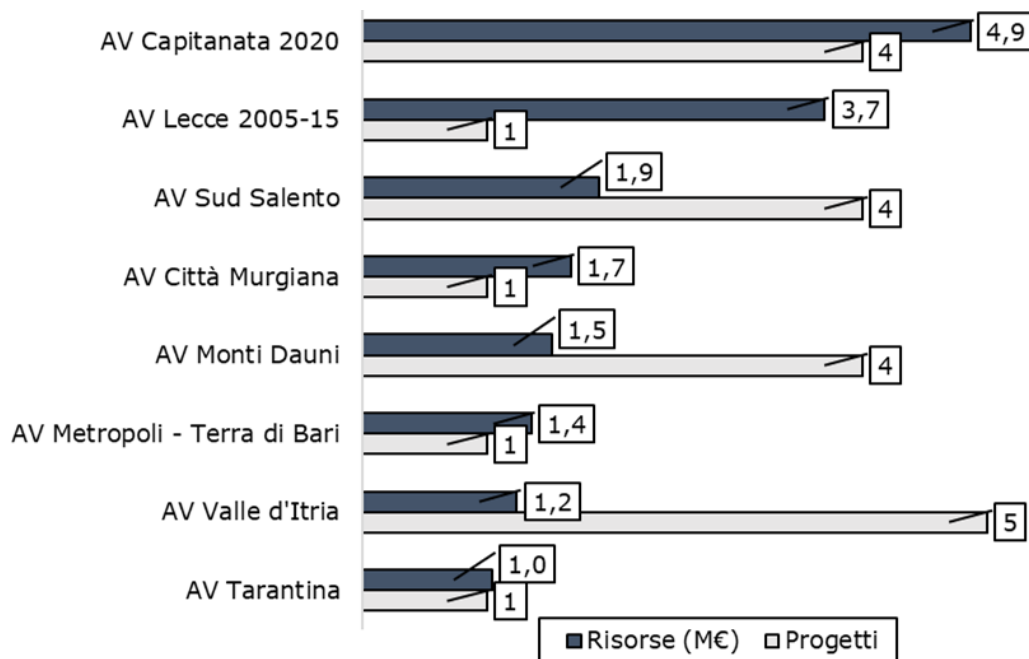 AV Capitanata 2020
4,9
4
AV Lecce 2005-15
3,7
1
AV Sud Salento
1,9
4
AV Città Murgiana
1,7
1
AV Monti Dauni
1,5
4
AV Metropoli - Terra di Bari
1,4
1
AV Valle d'Itria
1,2
5
AV Tarantina
1,0
1
Risorse (M€) Progetti